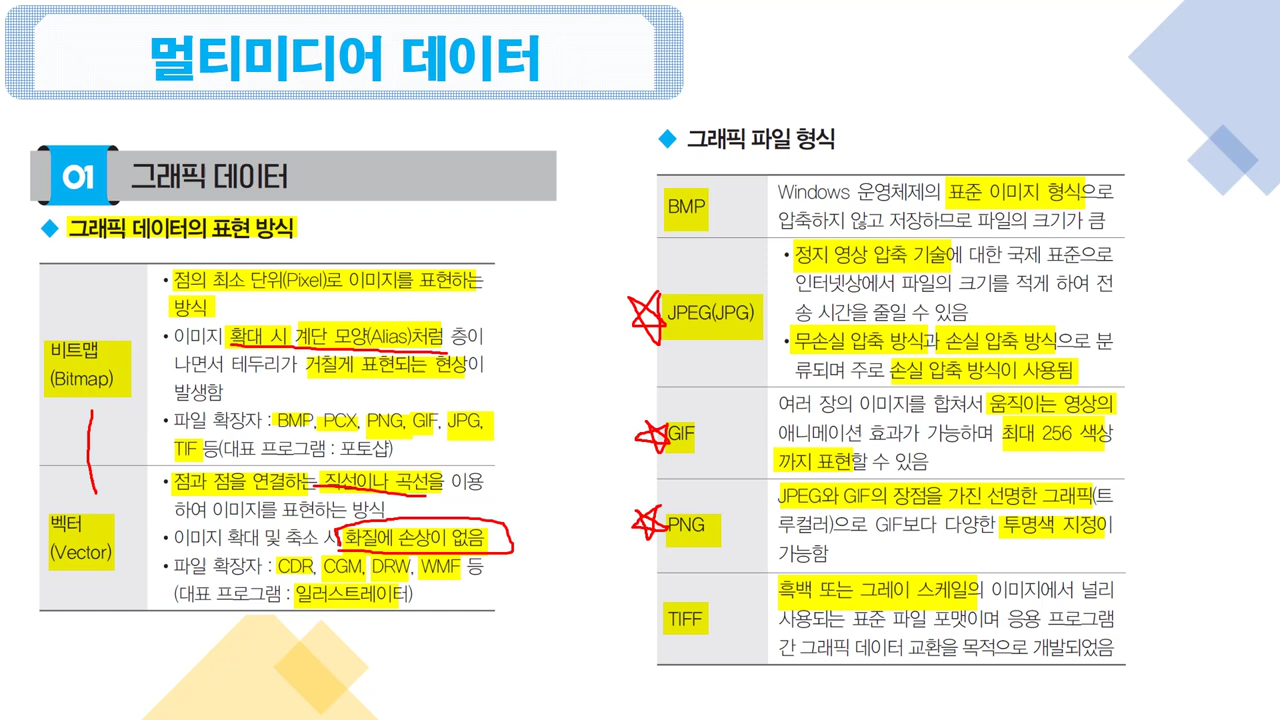 멀티미디어 데이터
01 그래픽 데이터
◆ 그래픽 데이터의 표현 방식
비트맵
(Bitmap)
• 점의 최소 단위(Pixel)로 이미지를 표현하는
방식
• 이미지 확대 시 계단 모양(Alias)처럼 층이
나면서 테두리가 거칠게 표현되는 현상이
발생함
• 파일 확장자 : BMP, PCX, PNG, GIF, JPG,
TIF 등(대표 프로그램 : 포토샵)
벡터
(Vector)
• 점과 점을 연결하는 직선이나 곡선을 이용
하여 이미지를 표현하는 방식
• 이미지 확대 및 축소 시 화질에 손상이 없음
• 파일 확장자 : CDR, CGM, DRW, WMF 등
(대표 프로그램 : 일러스트레이터)
◆ 그래픽 파일 형식
BMP
Windows 운영체제의 표준 이미지 형식으로
압축하지 않고 저장하므로 파일의 크기가 큼
JPEG(JPG)
• 정지 영상 압축 기술에 대한 국제 표준으로
인터넷상에서 파일의 크기를 적게 하여 전
송 시간을 줄일 수 있음
• 무손실 압축 방식과 손실 압축 방식으로 분
류되며 주로 손실 압축 방식이 사용됨
GIF
여러 장의 이미지를 합쳐서 움직이는 영상의
애니메이션 효과가 가능하며 최대 256 색상
까지 표현할 수 있음
PNG
JPEG와 GIF의 장점을 가진 선명한 그래픽(트
루컬러)으로 GIF보다 다양한 투명색 지정이
가능함
TIFF
흑백 또는 그레이 스케일의 이미지에서 널리
사용되는 표준 파일 포맷이며 응용 프로그램
간 그래픽 데이터 교환을 목적으로 개발되었음